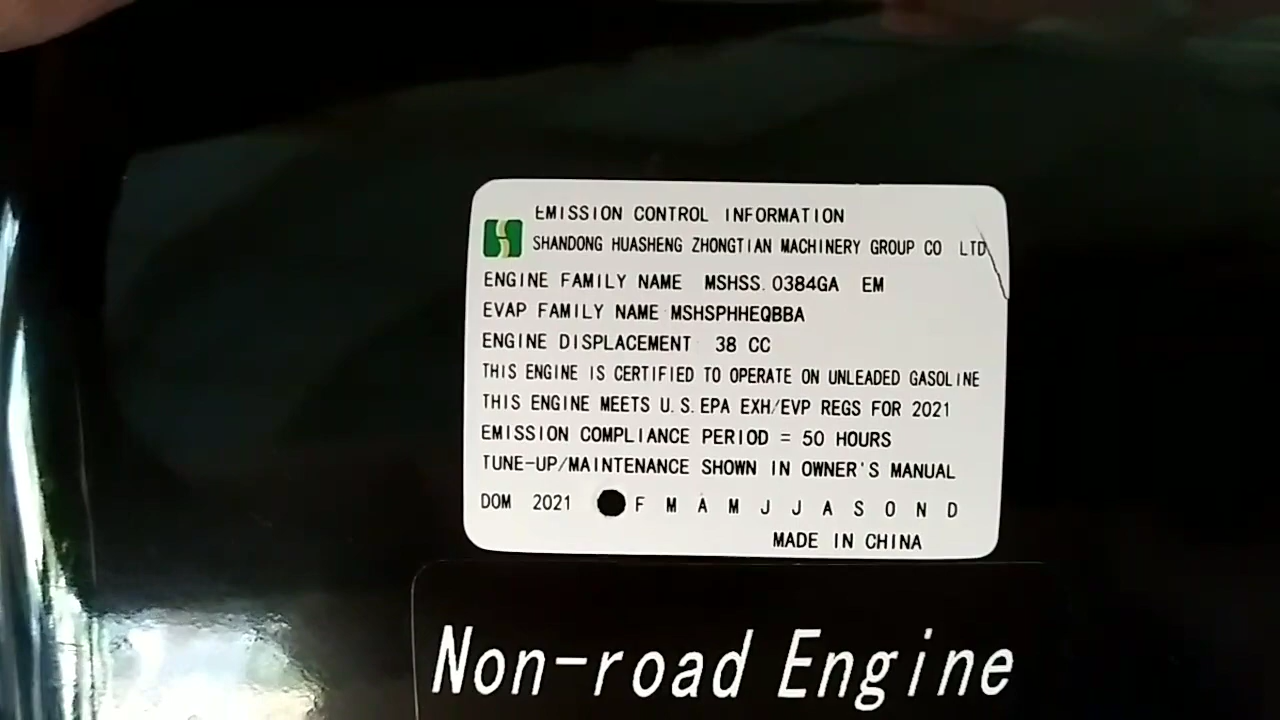 EMISSION CONTROL INFORMATION
SHANDONG HUASHENG ZHONGTIAN MACHINERY GROUP CO LTD
ENGINE FAMILY NAME MSHSS.0384GA EM
EVAP FAMILY NAME MSHSPHHEQBBA
ENGINE DISPLACEMENT 38 CC
THIS ENGINE IS CERTIFIED TO OPERATE ON UNLEADED GASOLINE
THIS ENGINE MEETS U.S.EPA EXH/EVP REGS FOR 2021
EMISSION COMPLIANCE PERIOD = 50 HOURS
TUNE-UP/MAINTENANCE SHOWN IN OWNER'S MANUAL
DOM 2021 F M A M J J A S O N D
MADE IN CHINA
Non-road Engine